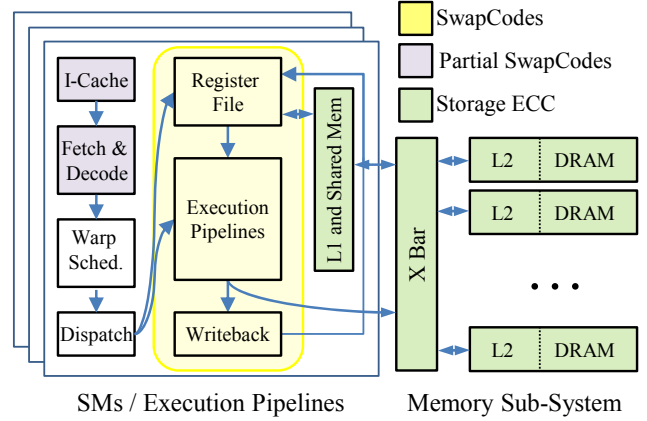 SwapCodes
Partial SwapCodes
Storage ECC
I-Cache
Fetch &
Decode
Warp
Sched.
Dispatch
Register
File
Execution
Pipelines
Writeback
L1 and Shared Mem
X Bar
L2 DRAM
L2 DRAM
• • •
L2 DRAM
SMs / Execution Pipelines
Memory Sub-System